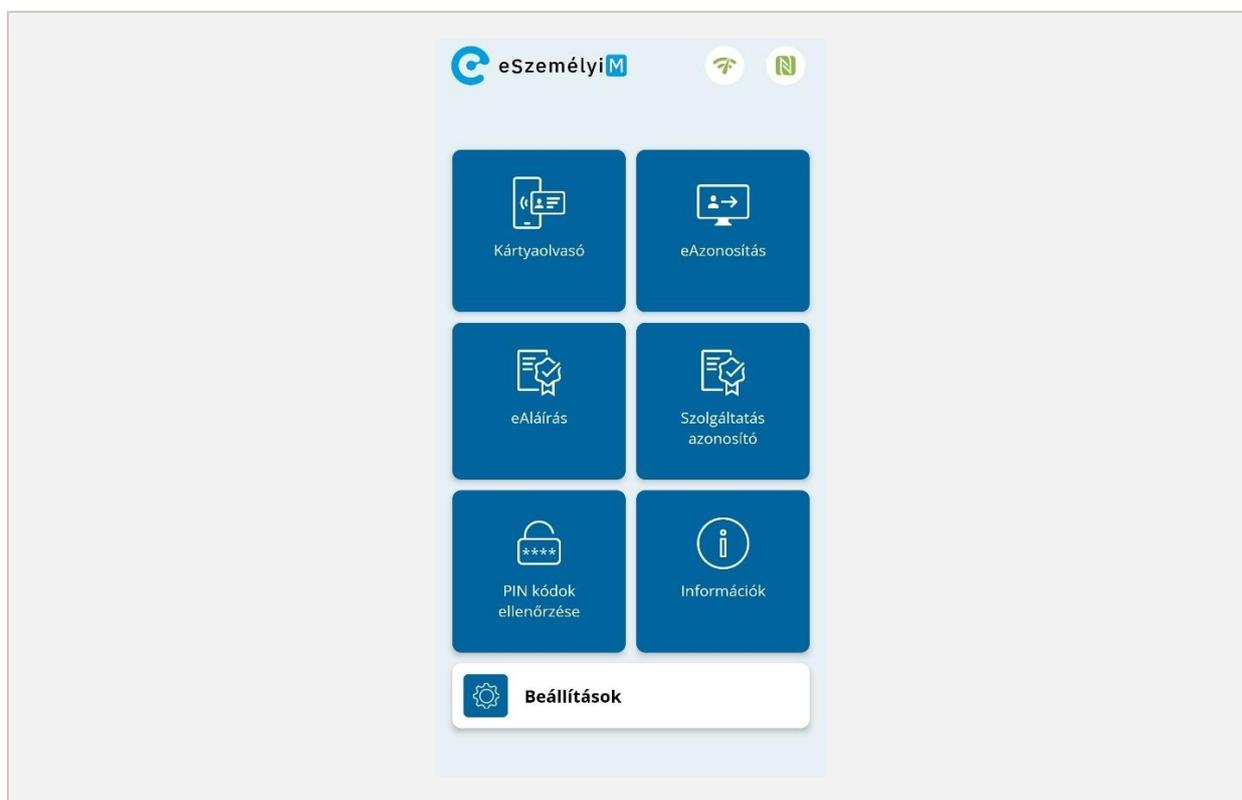 eSzemélyiM
Kártyaolvasó
eAzonosítás
eAláírás
Szolgáltatás
azonosító
****
PIN kódok
ellenőrzése
Információk
Beállítások